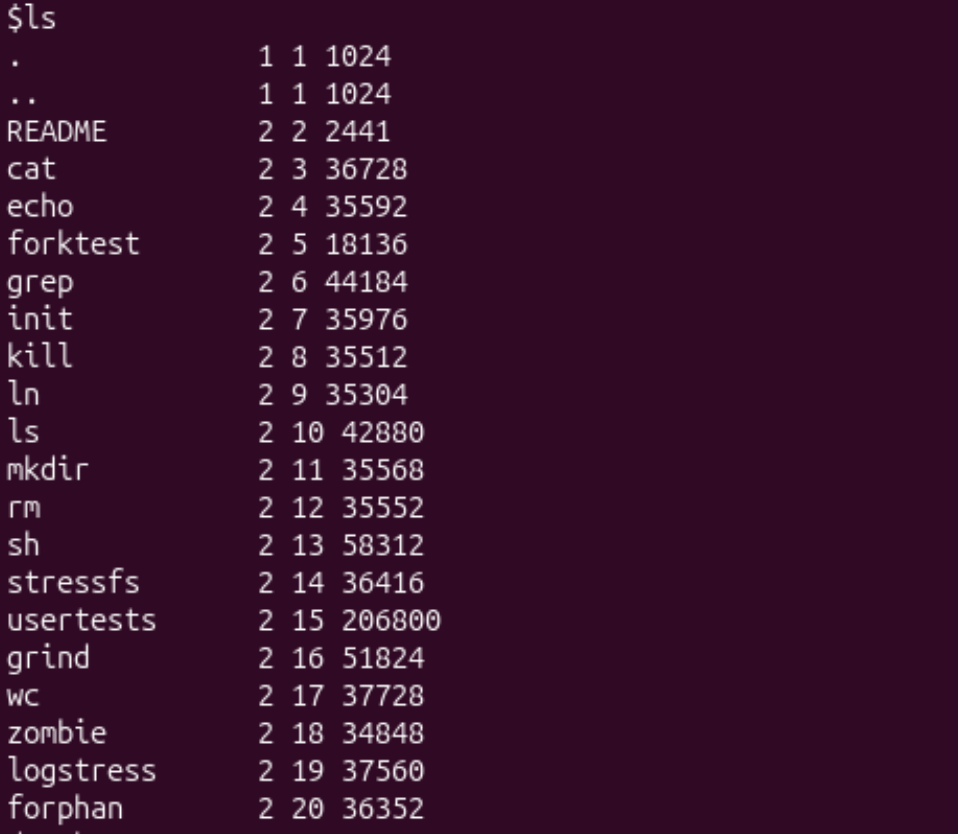 $ls
. 1 1 1024
.. 1 1 1024
README 2 2 2441
cat 2 3 36728
echo 2 4 35592
forktest 2 5 18136
grep 2 6 44184
init 2 7 35976
kill 2 8 35512
ln 2 9 35304
ls 2 10 42880
mkdir 2 11 35568
rm 2 12 35552
sh 2 13 58312
stressfs 2 14 36416
usertests 2 15 206800
grind 2 16 51824
wc 2 17 37728
zombie 2 18 34848
logstress 2 19 37560
forphan 2 20 36352